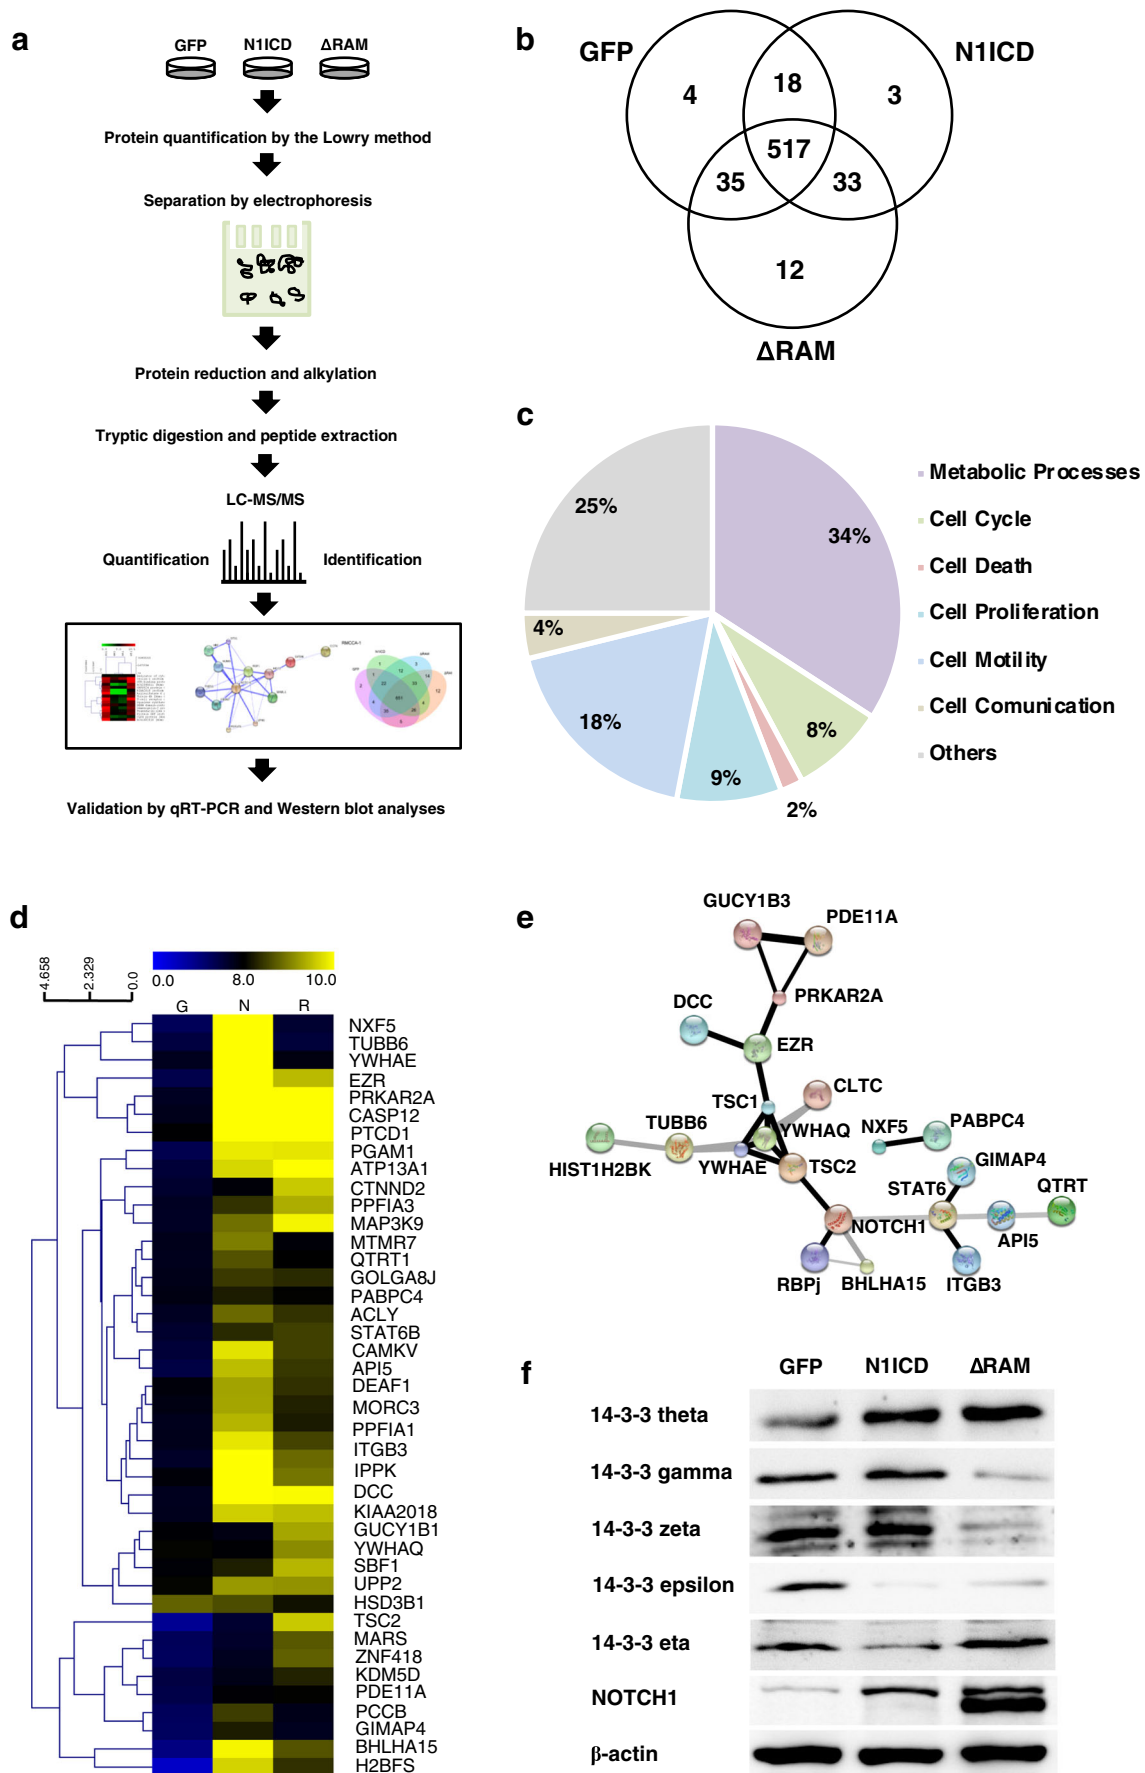 a
GFP N1ICD ΔRAM
Protein quantification by the Lowry method
Separation by electrophoresis
Protein reduction and alkylation
Tryptic digestion and peptide extraction
LC-MS/MS
Quantification Identification
Validation by qRT-PCR and Western blot analyses
b
GFP N1ICD
4 18 3
517
35 33
12
ΔRAM
c
25%
34%
4%
18%
8%
9%
2%
Metabolic Processes
Cell Cycle
Cell Death
Cell Proliferation
Cell Motility
Cell Comunication
Others
d
4.658
2.329
0.0
0.0 8.0 10.0
G N R
NXF5
TUBB6
YWHAE
EZR
PRKAR2A
CASP12
PTCD1
PGAM1
ATP13A1
CTNND2
PPFIA3
MAP3K9
MTMR7
QTRT1
GOLGA8J
PABPC4
ACLY
STAT6B
CAMKV
API5
DEAF1
MORC3
PPFIA1
ITGB3
IPPK
DCC
KIAA2018
GUCY1B1
YWHAQ
SBF1
UPP2
HSD3B1
TSC2
MARS
ZNF418
KDM5D
PDE11A
PCCB
GIMAP4
BHLHA15
H2BFS
e
GUCY1B3
PDE11A
PRKAR2A
DCC
EZR
CLTC
TSC1
TUBB6
YWHAQ
NXF5
PABPC4
HIST1H2BK
YWHAE
TSC2
GIMAP4
STAT6
QTRT
NOTCH1
API5
RBPj
BHLHA15
ITGB3
f
GFP N1ICD ΔRAM
14-3-3 theta
14-3-3 gamma
14-3-3 zeta
14-3-3 epsilon
14-3-3 eta
NOTCH1
β-actin